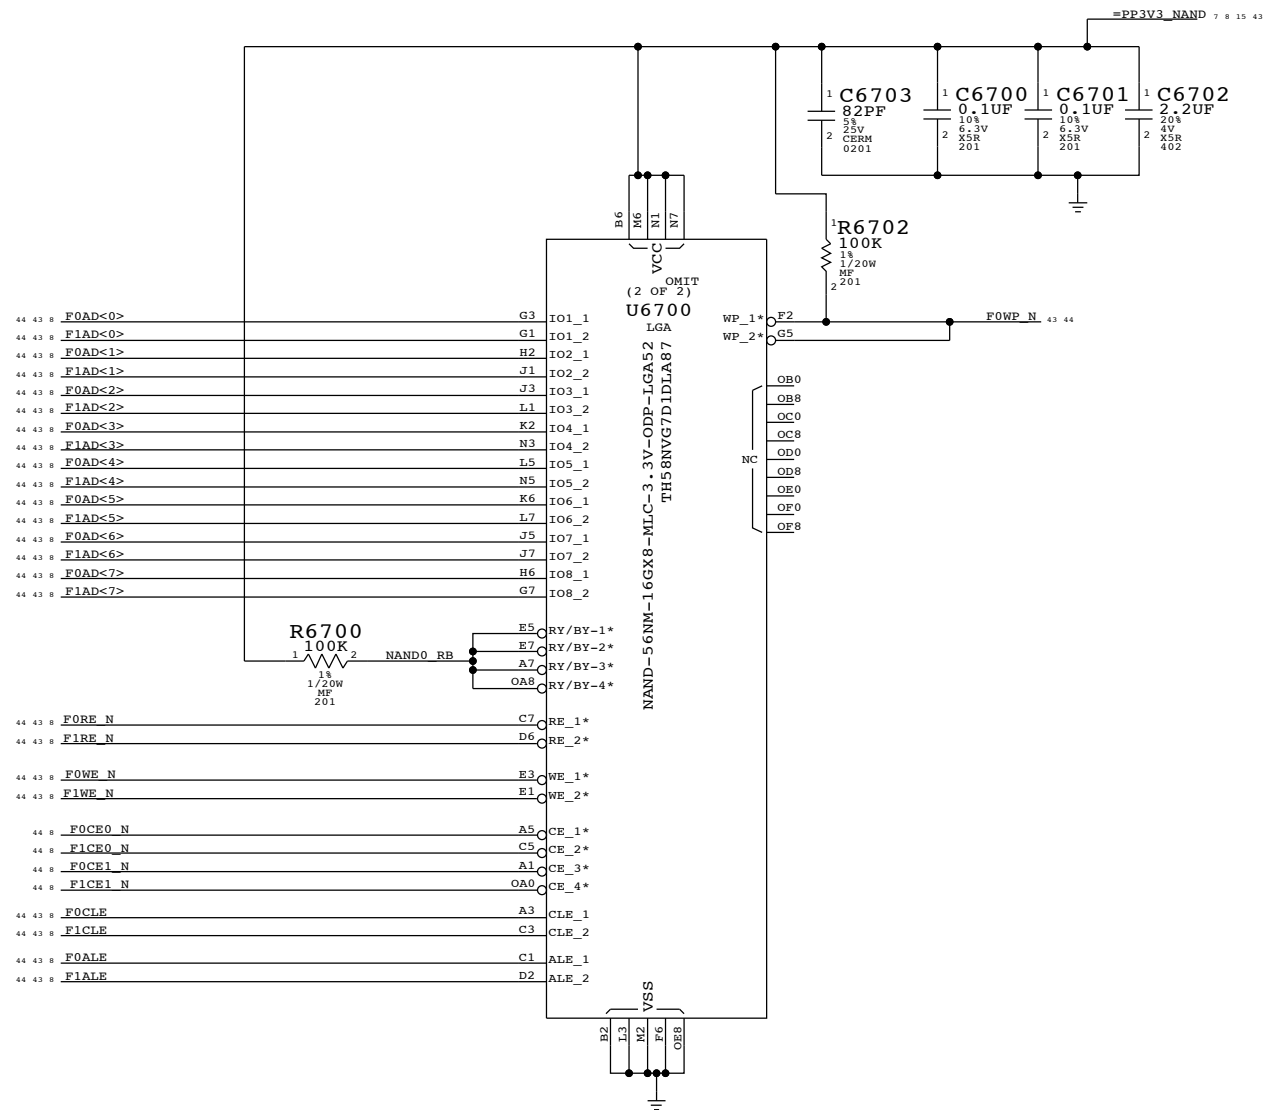 =PP3V3_NAND 7 8 15 43
1 C6703
82PF
5%
25V
CERM
0201
2
1 C6700
0.1UF
10%
6.3V
X5R
201
2
1 C6701
0.1UF
10%
6.3V
X5R
201
2
1 C6702
2.2UF
20%
4V
X5R
402
2
B6
M6
N1
N7
VCC
1 R6702
100K
1%
1/20W
MF
201
2
OMIT
(2 OF 2)
U6700
LGA
NAND-56NM-16GX8-MLC-3.3V-ODP-LGA52
TH58NVG7D1DLA87
44 43 8 F0AD<0> G3 IO1_1
44 43 8 F1AD<0> G1 IO1_2
44 43 8 F0AD<1> H2 IO2_1
44 43 8 F1AD<1> J1 IO2_2
44 43 8 F0AD<2> J3 IO3_1
44 43 8 F1AD<2> L1 IO3_2
44 43 8 F0AD<3> K2 IO4_1
44 43 8 F1AD<3> N3 IO4_2
44 43 8 F0AD<4> L5 IO5_1
44 43 8 F1AD<4> N5 IO5_2
44 43 8 F0AD<5> K6 IO6_1
44 43 8 F1AD<5> L7 IO6_2
44 43 8 F0AD<6> J5 IO7_1
44 43 8 F1AD<6> J7 IO7_2
44 43 8 F0AD<7> H6 IO8_1
44 43 8 F1AD<7> G7 IO8_2
WP_1* F2 F0WP_N 43 44
WP_2* G5
NC
OB0
OB8
OC0
OC8
OD0
OD8
OE0
OF0
OF8
R6700
100K
1 2
1%
1/20W
MF
201
NAND0_RB
E5 RY/BY-1*
E7 RY/BY-2*
A7 RY/BY-3*
OA8 RY/BY-4*
44 43 8 F0RE_N C7 RE_1*
44 43 8 F1RE_N D6 RE_2*
44 43 8 F0WE_N E3 WE_1*
44 43 8 F1WE_N E1 WE_2*
44 8 F0CE0_N A5 CE_1*
44 8 F1CE0_N C5 CE_2*
44 8 F0CE1_N A1 CE_3*
44 8 F1CE1_N OA0 CE_4*
44 43 8 F0CLE A3 CLE_1
44 43 8 F1CLE C3 CLE_2
44 43 8 F0ALE C1 ALE_1
44 43 8 F1ALE D2 ALE_2
VSS
B2
L3
M2
F6
OE8